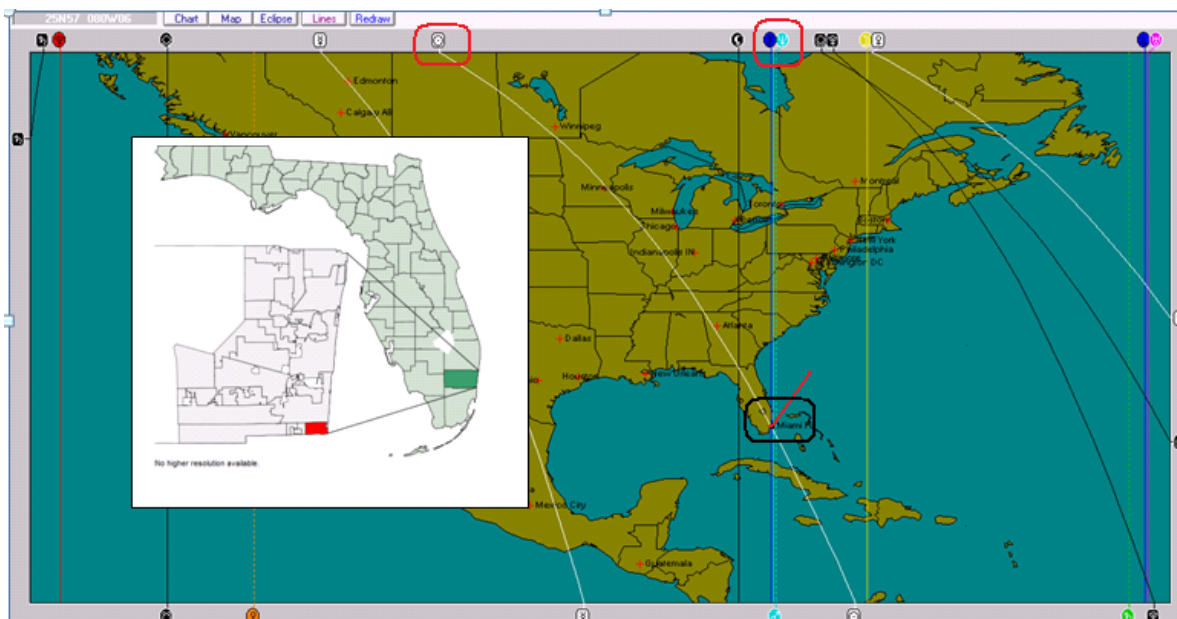 25N57 080W06 Chart Map Eclipse Lines Redraw
Edmonton
Calgary AB
Vancouver
Winnipeg
Minneapolis
Montreal
Toronto
Milwaukee
Chicago
Boston
New York
Philadelphia
Indianapolis IN
Washington DC
Atlanta
Dallas
Houston
New Orleans
Miami F
No higher resolution available.
Mexico City
Guatemala